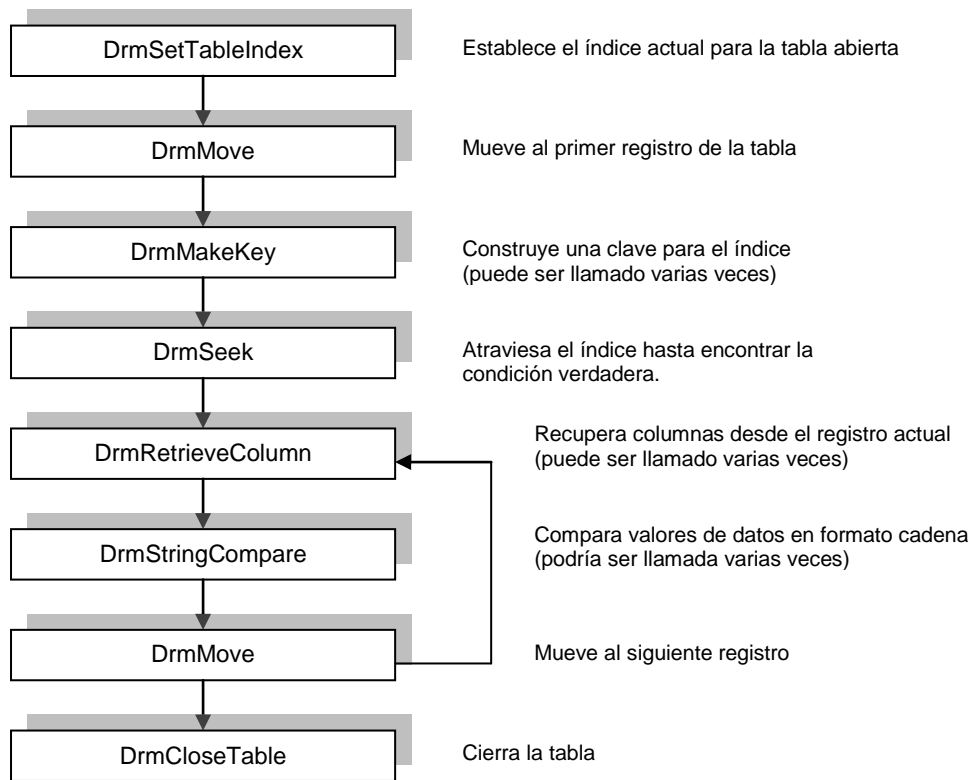 DrmSetTableIndex
Establece el índice actual para la tabla abierta
DrmMove
Mueve al primer registro de la tabla
DrmMakeKey
Construye una clave para el índice
(puede ser llamado varias veces)
DrmSeek
Atraviesa el índice hasta encontrar la
condición verdadera.
DrmRetrieveColumn
Recupera columnas desde el registro actual
(puede ser llamado varias veces)
DrmStringCompare
Compara valores de datos en formato cadena
(podría ser llamada varias veces)
DrmMove
Mueve al siguiente registro
DrmCloseTable
Cierra la tabla